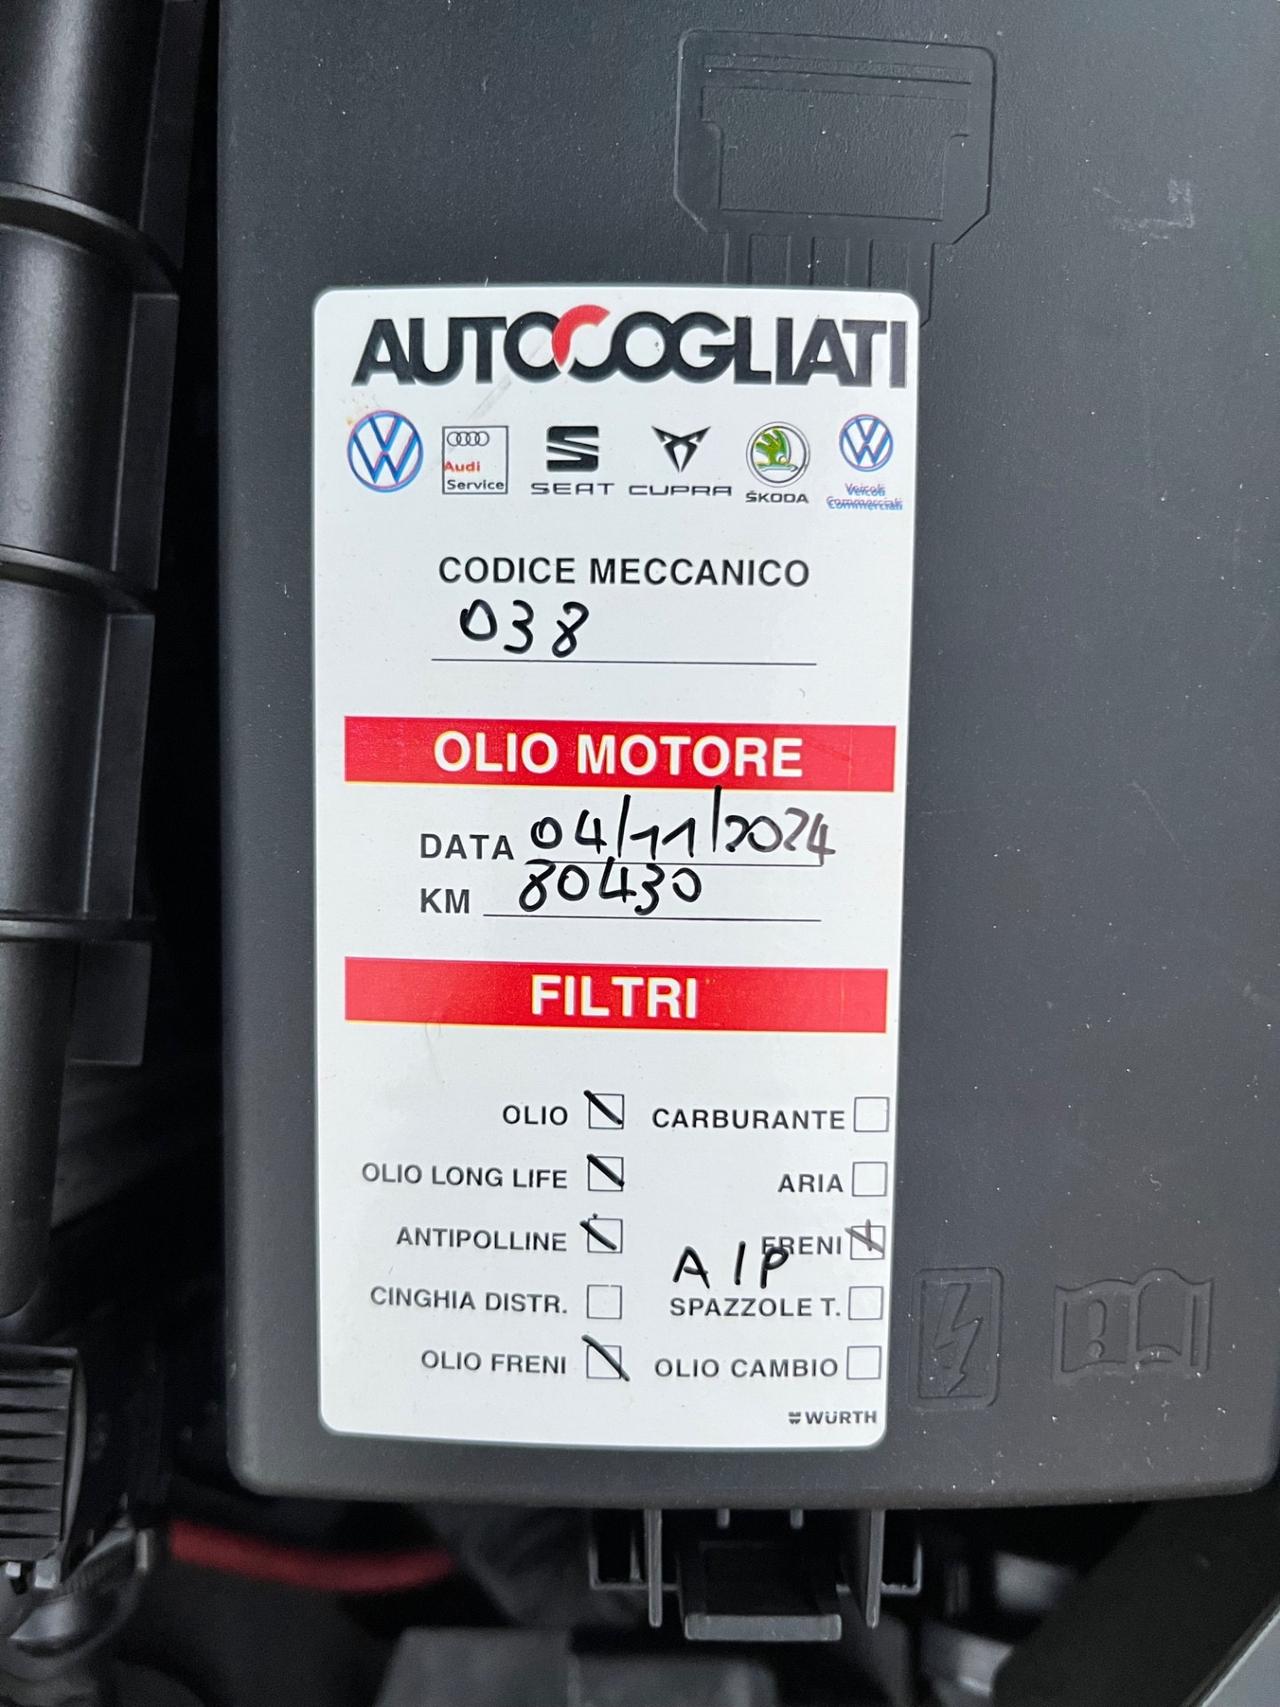 AUTOCOGLIATI
Audi
Service
SEAT
CUPRA
ŠKODA
Veicoli
Commerciali
CODICE MECCANICO
038
OLIO MOTORE
DATA 04/11/2024
KM 80430
FILTRI
OLIO CARBURANTE
OLIO LONG LIFE ARIA
ANTIPOLLINE FRENI
A/P
CINGHIA DISTR. SPAZZOLE T.
OLIO FRENI OLIO CAMBIO
WÜRTH